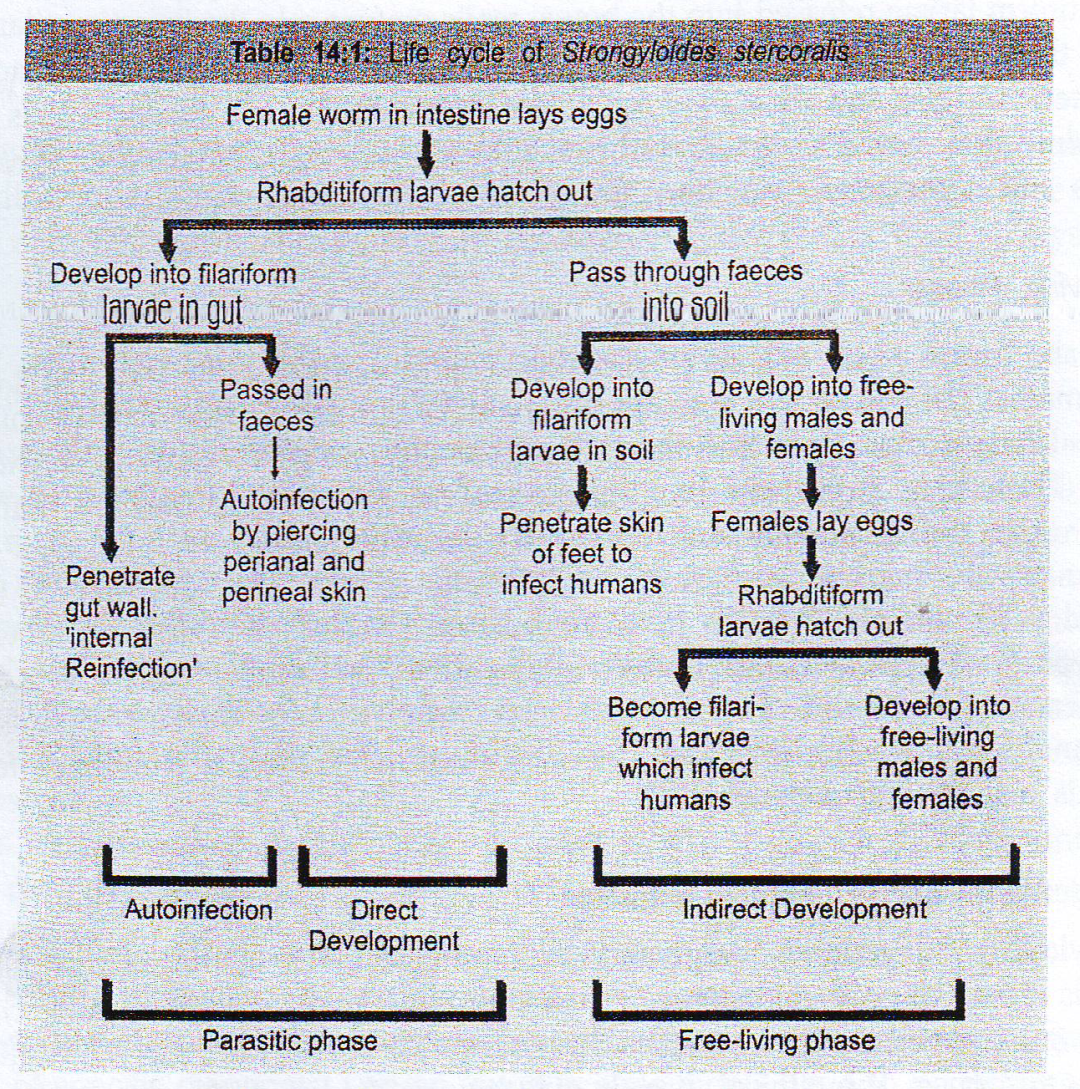 Table 14:1: Life cycle of Strongyloides stercoralis
Female worm in intestine lays eggs
Rhabditiform larvae hatch out
Develop into filariform
larvae in gut
Pass through faeces
into soil
Passed in
faeces
Autoinfection
by piercing
perianal and
perineal skin
Penetrate
gut wall.
'internal
Reinfection'
Develop into
filariform
larvae in soil
Penetrate skin
of feet to
infect humans
Develop into free-
living males and
females
Females lay eggs
Rhabditiform
larvae hatch out
Become filari-
form larvae
which infect
humans
Develop into
free-living
males and
females
Autoinfection
Direct
Development
Indirect Development
Parasitic phase
Free-living phase